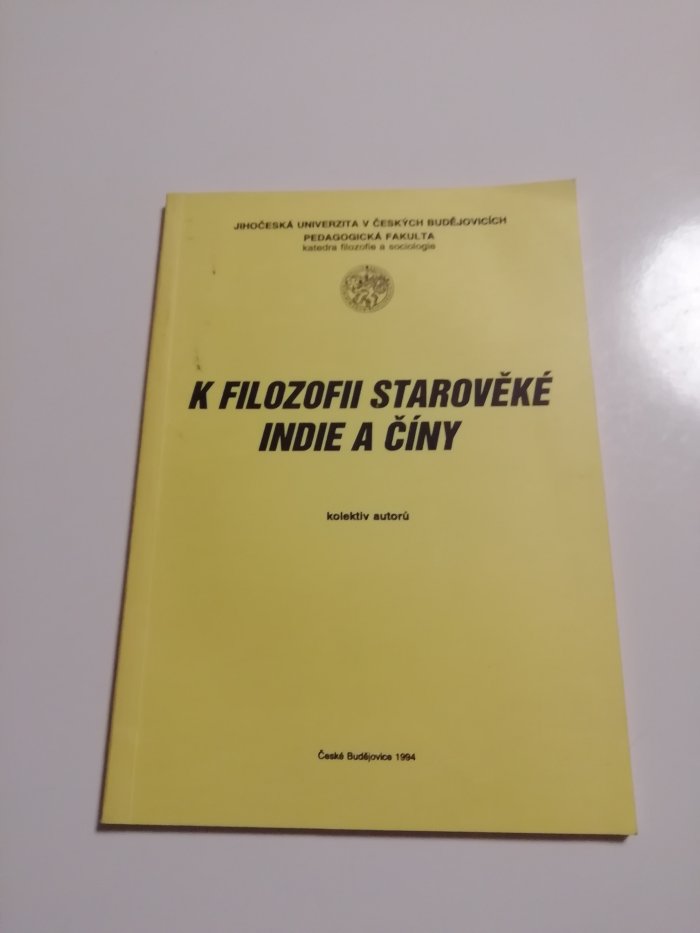 JIHOČESKÁ UNIVERZITA V ČESKÝCH BUDĚJOVICÍCH
PEDAGOGICKÁ FAKULTA
katedra filozofie a sociologie
K FILOZOFII STAROVĚKÉ
INDIE A ČÍNY
kolektiv autorů
České Budějovice 1994